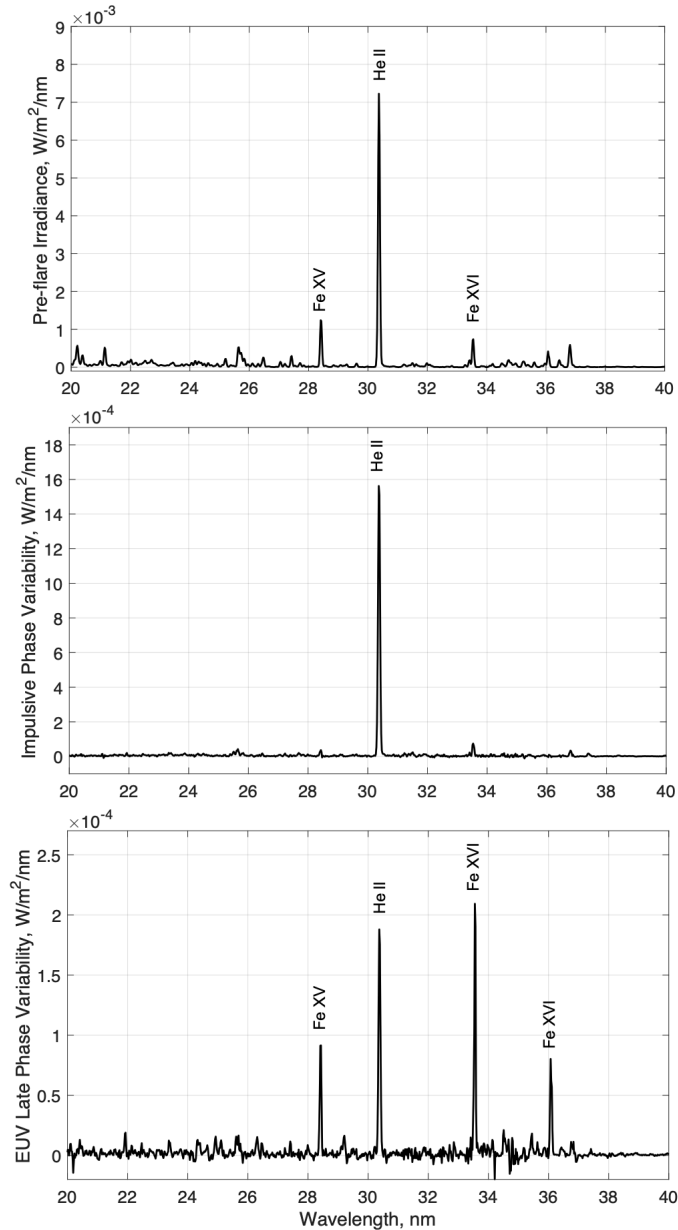 ×10⁻³
9
8
7
6
5
4
3
2
1
0
Pre-flare Irradiance, W/m²/nm
Fe XV
He II
Fe XVI
20 22 24 26 28 30 32 34 36 38 40
×10⁻⁴
18
16
14
12
10
8
6
4
2
0
Impulsive Phase Variability, W/m²/nm
He II
20 22 24 26 28 30 32 34 36 38 40
×10⁻⁴
2.5
2
1.5
1
0.5
0
EUV Late Phase Variability, W/m²/nm
Fe XV
He II
Fe XVI
Fe XVI
20 22 24 26 28 30 32 34 36 38 40
Wavelength, nm